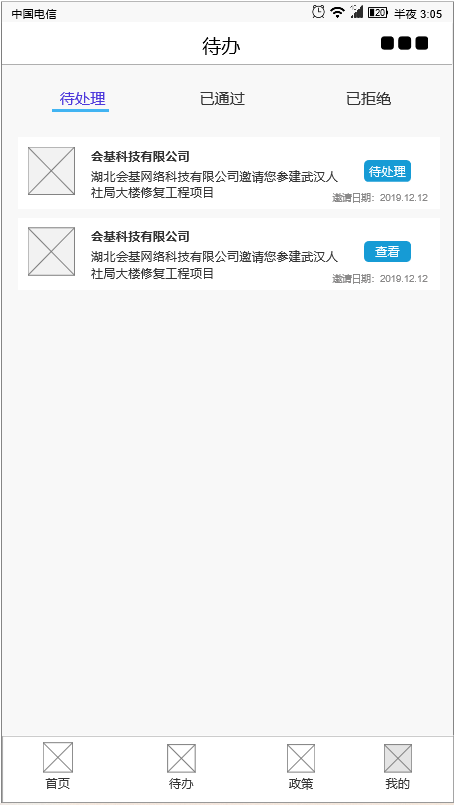 中国电信 20 半夜 3:05
待办
待处理 已通过 已拒绝
会基科技有限公司
湖北会基网络科技有限公司邀请您参建武汉人
社局大楼修复工程项目
待处理
邀请日期：2019.12.12
会基科技有限公司
湖北会基网络科技有限公司邀请您参建武汉人
社局大楼修复工程项目
查看
邀请日期：2019.12.12
首页 待办 政策 我的